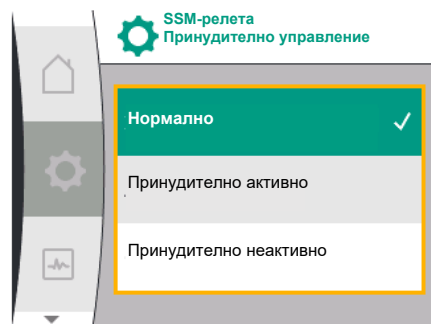 SSM-релета
Принудително управление
Нормално
Принудително активно
Принудително неактивно